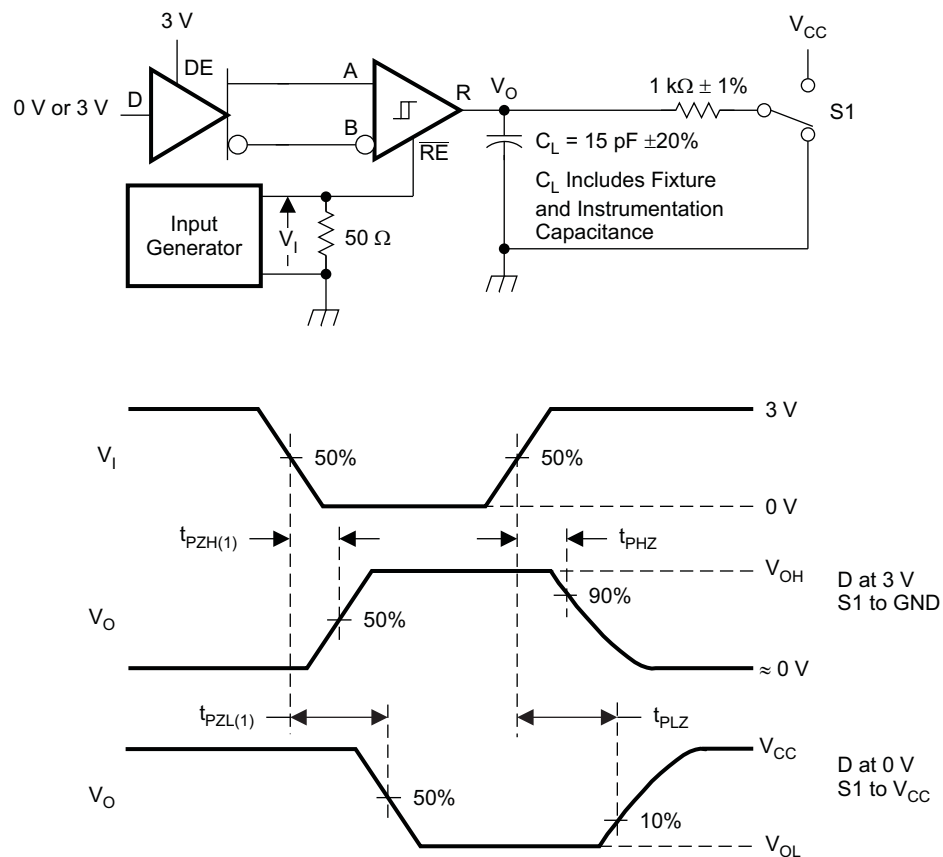 3 V
DE
D
0 V or 3 V
A
B
R
V_O
R̅E̅
1 kΩ ± 1%
V_CC
S1
C_L = 15 pF ±20%
C_L Includes Fixture
and Instrumentation
Capacitance
Input
Generator
V_I
50 Ω
V_I
50%
50%
3 V
0 V
t_PZH(1)
t_PHZ
V_O
50%
90%
V_OH
≈ 0 V
D at 3 V
S1 to GND
t_PZL(1)
t_PLZ
V_O
50%
10%
V_CC
V_OL
D at 0 V
S1 to V_CC